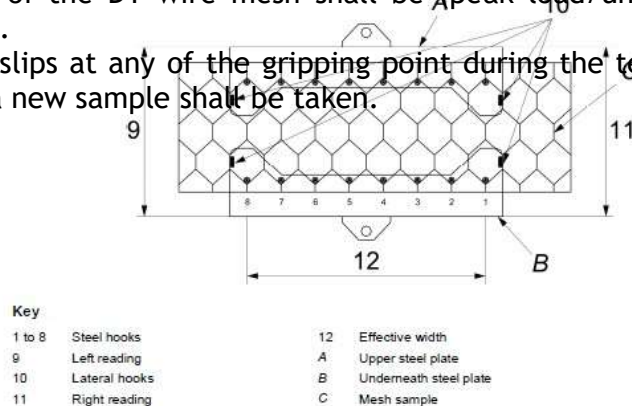 of the DT wire mesh shall be peak load/
.
slips at any of the gripping point during the
a new sample shall be taken.
A
10
C
9
11
8 7 6 5 4 3 2 1
12
B
Key
1 to 8 Steel hooks 12 Effective width
9 Left reading A Upper steel plate
10 Lateral hooks B Underneath steel plate
11 Right reading C Mesh sample